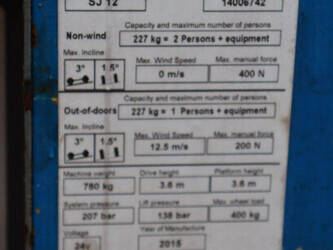 SJ 12 14006742
Capacity and maximum number of persons
Non-wind 227 kg = 2 Persons + equipment
Max. Incline Max. Wind Speed Max. manual force
3° 1,5° 0 m/s 400 N
Capacity and maximum number of persons
Out-of-doors 227 kg = 1 Persons + equipment
Max. Incline Max. Wind Speed Max. manual force
3° 1,5° 12.5 m/s 200 N
Machine weight Drive height Platform height
780 kg 3.6 m 3.6 m
System pressure Lift pressure Max. wheel load
207 bar 138 bar 400 kg
Voltage Year of Manufacture
24v 2015